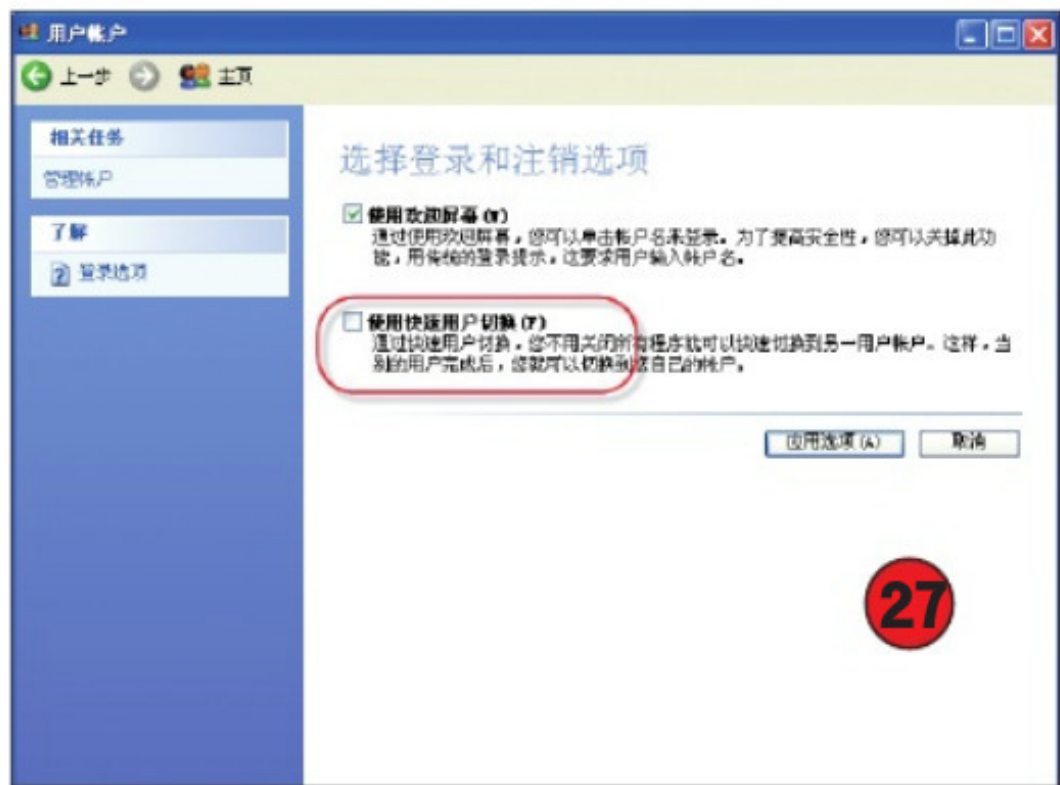 用户帐户
上一步 主页
相关任务
管理帐户
了解
登录选项
选择登录和注销选项
使用欢迎屏幕(W)
通过使用欢迎屏幕，您可以单击帐户名来登录。为了提高安全性，您可以关掉此功
能，用传统的登录提示，这要求用户输入帐户名。
使用快速用户切换(F)
通过快速用户切换，您不用关闭所有程序就可以快速切换到另一用户帐户。这样，当
别的用户完成后，您就可以切换到您自己的帐户。
应用选项(A) 取消
27